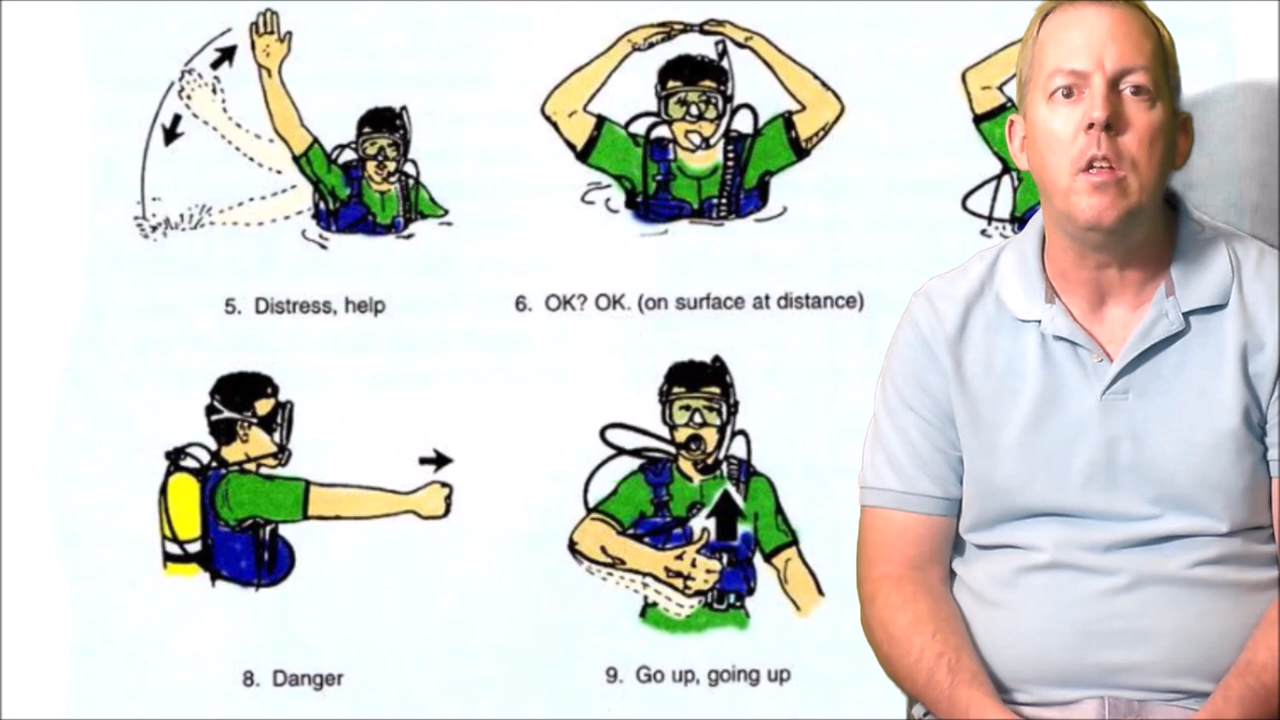 5. Distress, help
6. OK? OK. (on surface at distance)
8. Danger
9. Go up, going up